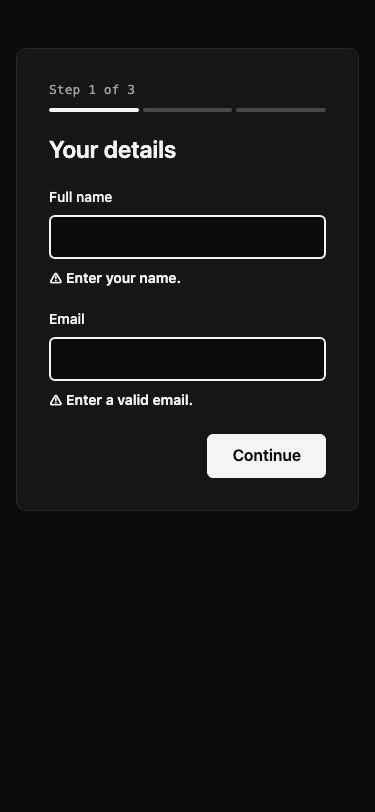 Step 1 of 3
Your details
Full name
⚠ Enter your name.
Email
⚠ Enter a valid email.
Continue